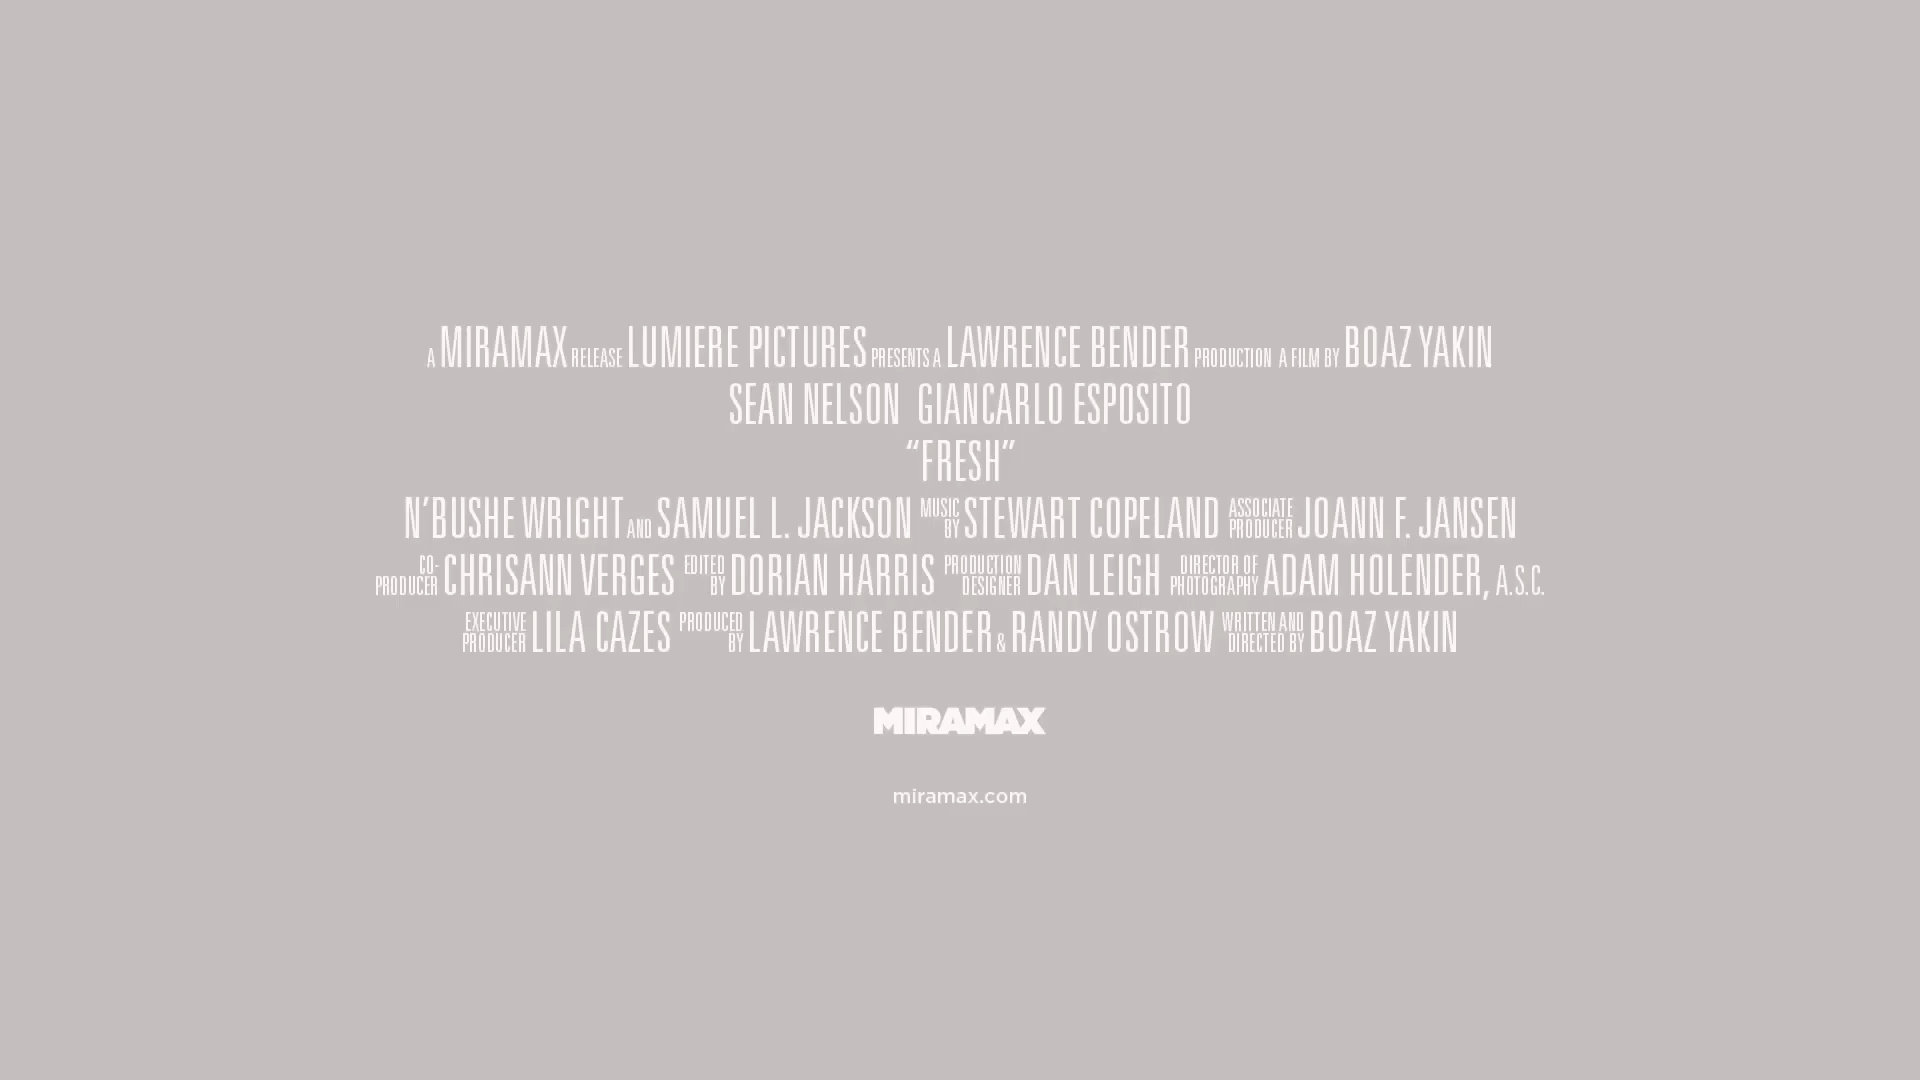 A MIRAMAX RELEASE LUMIERE PICTURES PRESENTS A LAWRENCE BENDER PRODUCTION A FILM BY BOAZ YAKIN
SEAN NELSON GIANCARLO ESPOSITO
“FRESH”
N’BUSHE WRIGHT AND SAMUEL L. JACKSON MUSIC BY STEWART COPELAND ASSOCIATE PRODUCER JOANN F. JANSEN
CO-PRODUCER CHRISANN VERGES EDITED BY DORIAN HARRIS PRODUCTION DESIGNER DAN LEIGH DIRECTOR OF PHOTOGRAPHY ADAM HOLENDER, A.S.C.
EXECUTIVE PRODUCER LILA CAZES PRODUCED BY LAWRENCE BENDER & RANDY OSTROW WRITTEN AND DIRECTED BY BOAZ YAKIN
MIRAMAX
miramax.com